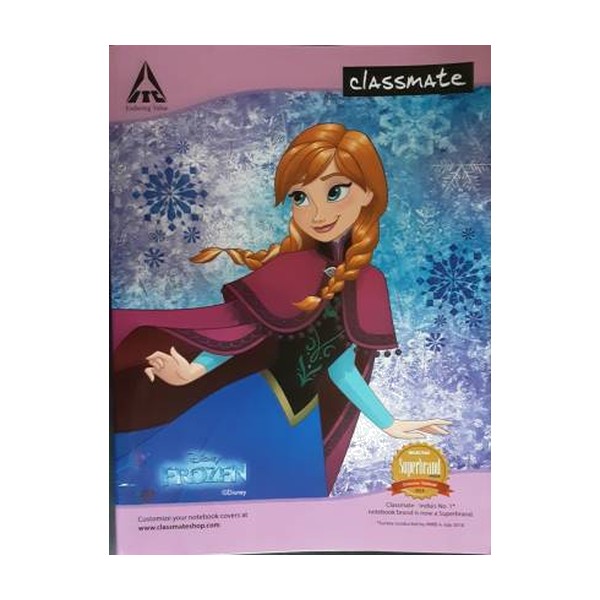 ITC
Enduring Value
classmate
Superbrand
Disney
FROZEN
©Disney
Customize your notebook covers at
www.classmateshop.com
Classmate - India's No. 1*
notebook brand is now a Superbrand.